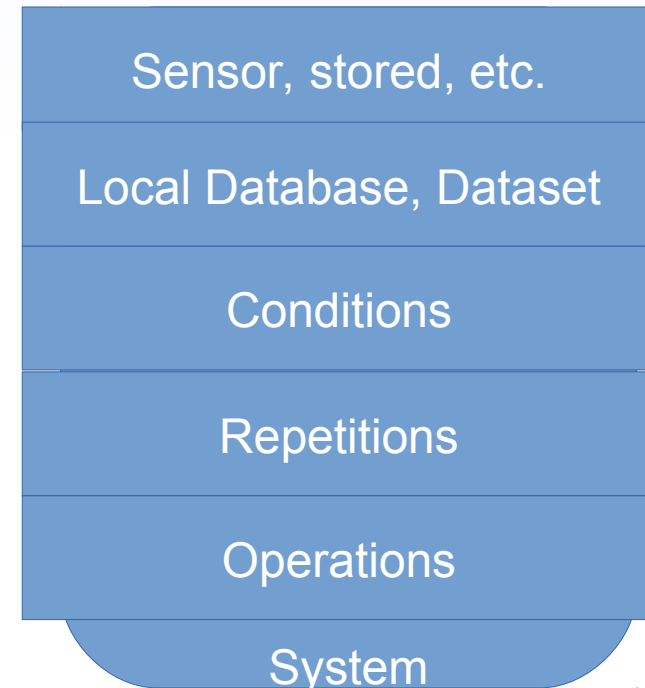 Sensor, stored, etc.
Local Database, Dataset
Conditions
Repetitions
Operations
System